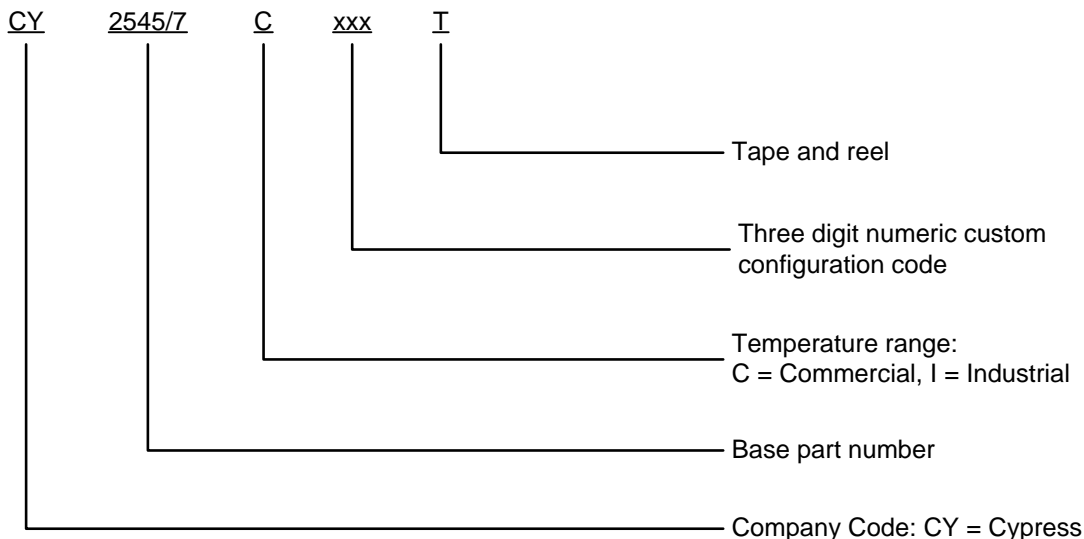 CY 2545/7 C xxx T
Tape and reel
Three digit numeric custom
configuration code
Temperature range:
C = Commercial, I = Industrial
Base part number
Company Code: CY = Cypress